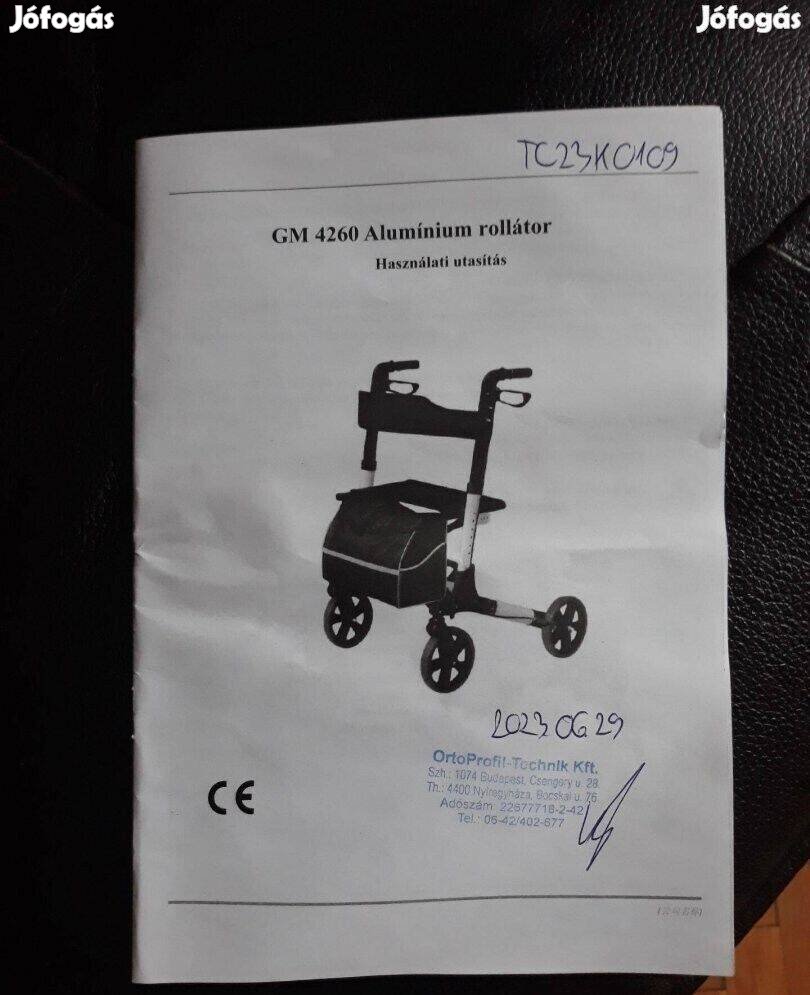 Jófogás
Jófogás
TC23K0109
GM 4260 Alumínium rollátor
Használati utasítás
2023 06 29
OrtoProfil-Technik Kft.
Szh.: 1074 Budapest, Csengery u. 28.
Th.: 4400 Nyíregyháza, Bocskai u. 76.
Adószám: 22677718-2-42
Tel.: 06-42/402-677
CE